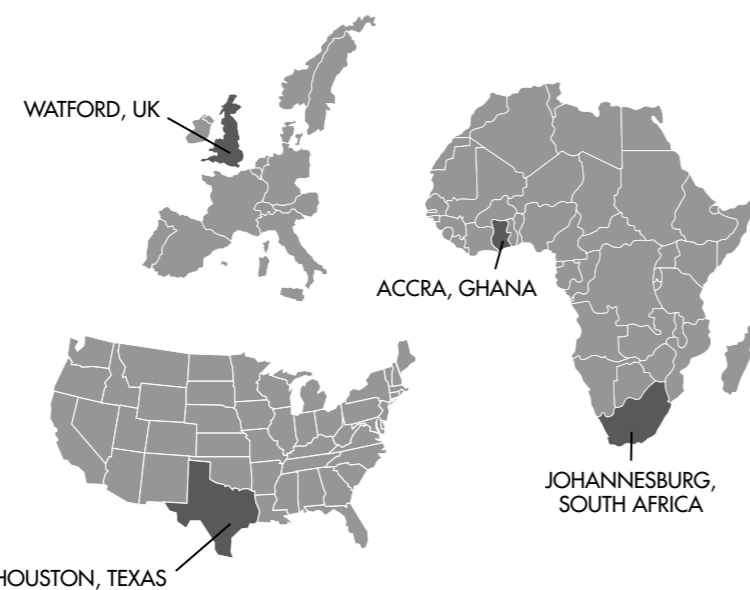 WATFORD, UK
ACCRA, GHANA
JOHANNESBURG,
SOUTH AFRICA
HOUSTON, TEXAS